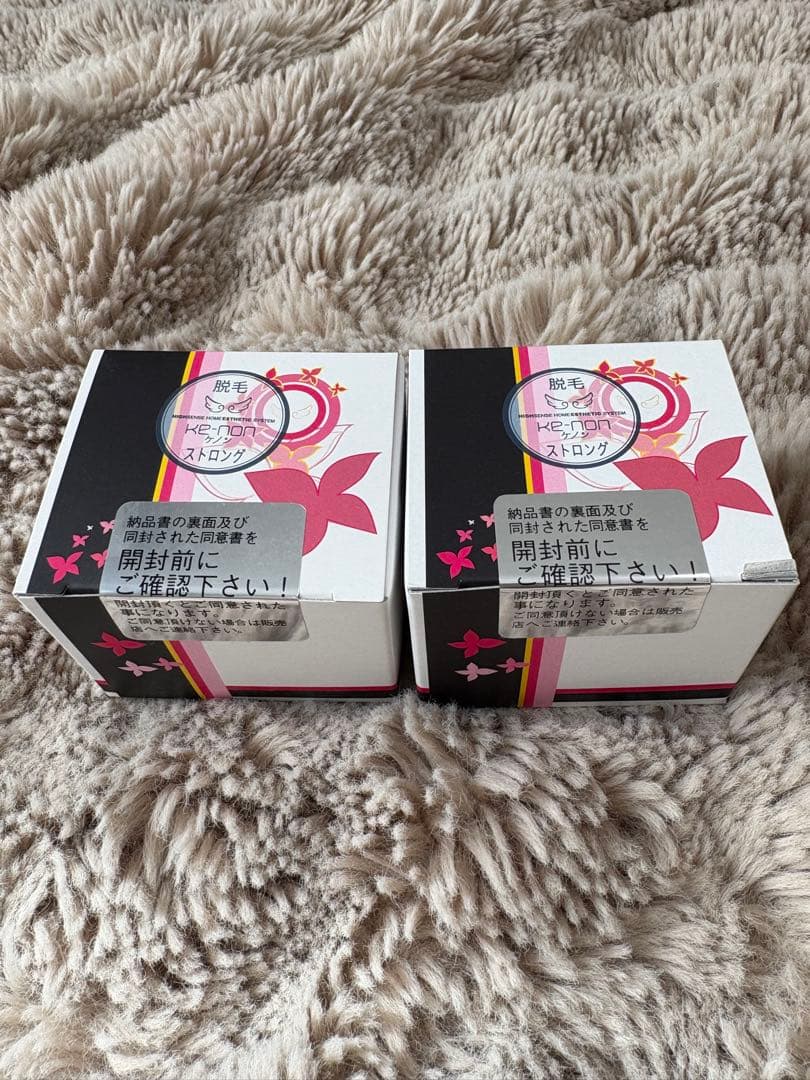 脱毛
HIGHSENSE HOME ESTHETIC SYSTEM
Ke-non
ケノン
ストロング
納品書の裏面及び
同封された同意書を
開封前に
ご確認下さい！
開封頂くとご同意された
事になります。
ご同意頂けない場合は販売
店へご連絡下さい。
脱毛
HIGHSENSE HOME ESTHETIC SYSTEM
Ke-non
ケノン
ストロング
納品書の裏面及び
同封された同意書を
開封前に
ご確認下さい！
開封頂くとご同意された
事になります。
ご同意頂けない場合は販売
店へご連絡下さい。